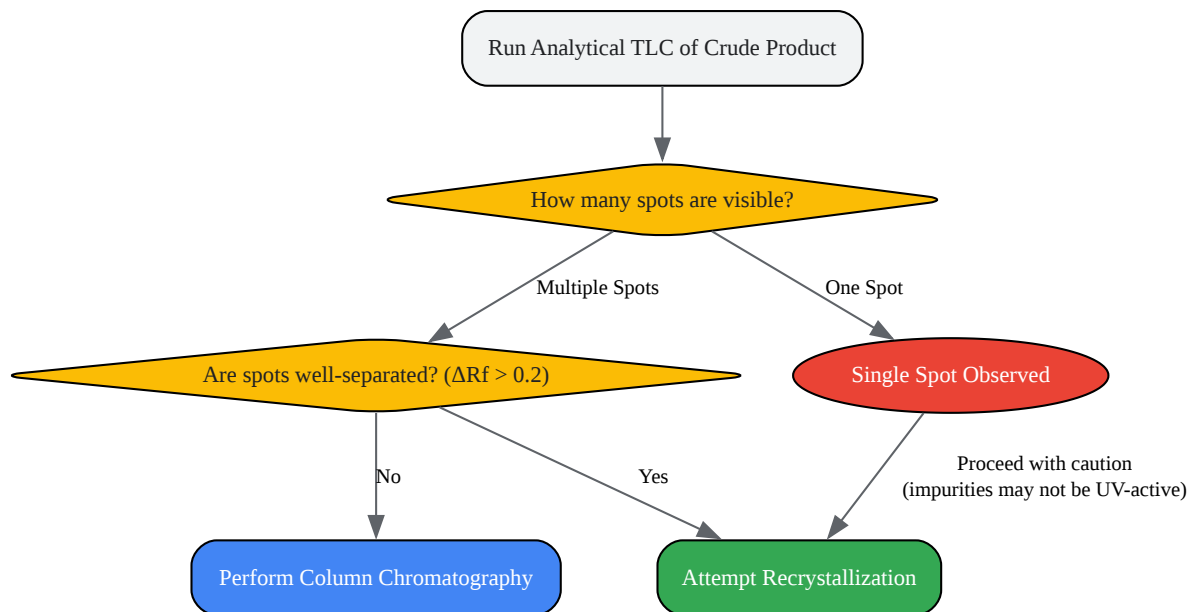 Run Analytical TLC of Crude Product
How many spots are visible?
Multiple Spots
One Spot
Are spots well-separated? (ΔRf > 0.2)
Single Spot Observed
No
Yes
Proceed with caution
(impurities may not be UV-active)
Perform Column Chromatography
Attempt Recrystallization